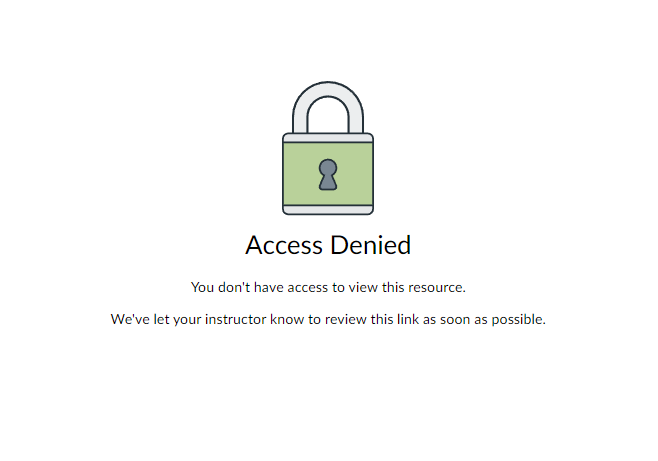 Access Denied
You don't have access to view this resource.
We've let your instructor know to review this link as soon as possible.